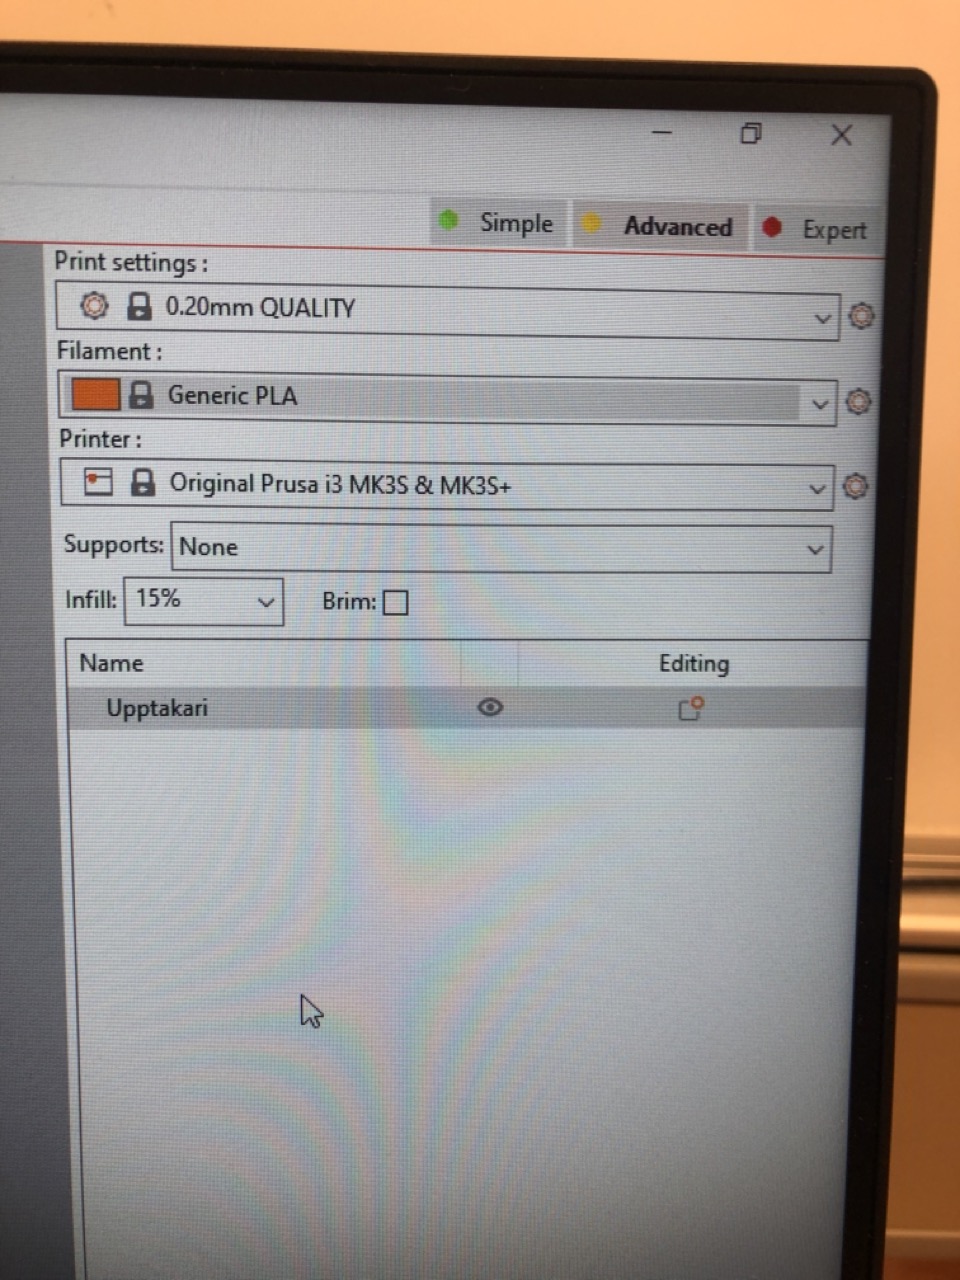 Simple Advanced Expert
Print settings :
0.20mm QUALITY
Filament :
Generic PLA
Printer :
Original Prusa i3 MK3S & MK3S+
Supports: None
Infill: 15% Brim:
Name Editing
Upptakari